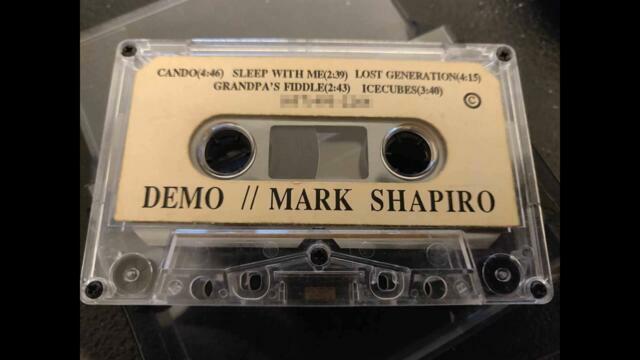 CANDO(4:46) SLEEP WITH ME(2:39) LOST GENERATION(4:15)
GRANDPA'S FIDDLE(2:43) ICECUBES(3:40)
©
DEMO // MARK SHAPIRO